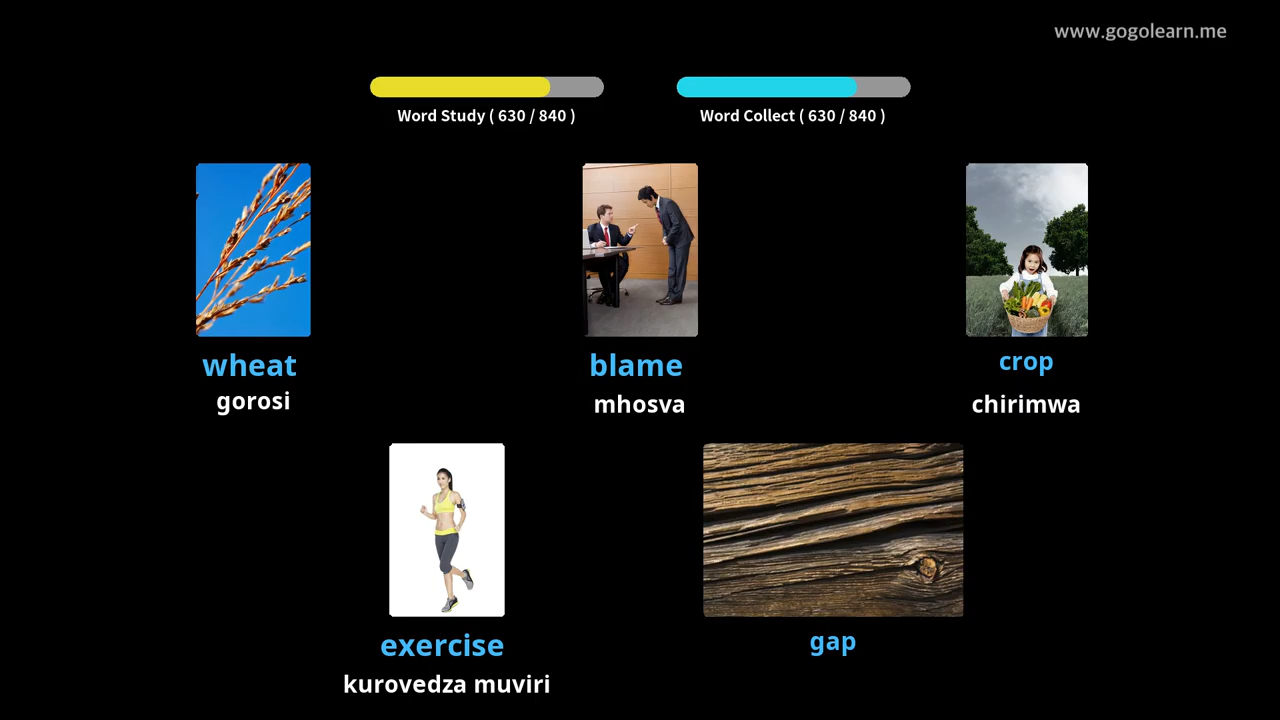 www.gogolearn.me
Word Study ( 630 / 840 )
Word Collect ( 630 / 840 )
wheat
gorosi
blame
mhosva
crop
chirimwa
exercise
kurovedza muviri
gap